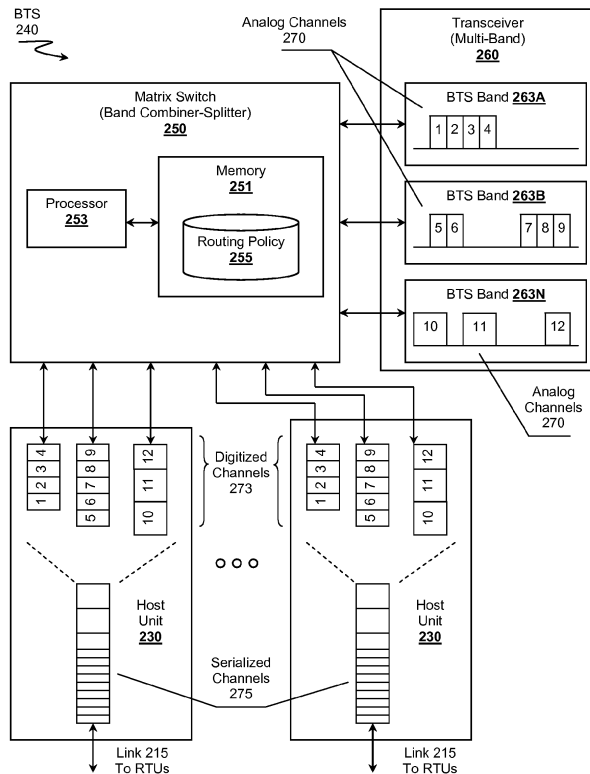 BTS
240
Analog Channels
270
Transceiver
(Multi-Band)
260
Matrix Switch
(Band Combiner-Splitter)
250
Memory
251
Processor
253
Routing Policy
255
BTS Band 263A
1 2 3 4
BTS Band 263B
5 6 7 8 9
BTS Band 263N
10 11 12
Analog
Channels
270
1 2 3 4
5 6 7 8 9
10 11 12
Digitized
Channels
273
1 2 3 4
5 6 7 8 9
10 11 12
Host
Unit
230
Serialized
Channels
275
Host
Unit
230
Link 215
To RTUs
Link 215
To RTUs